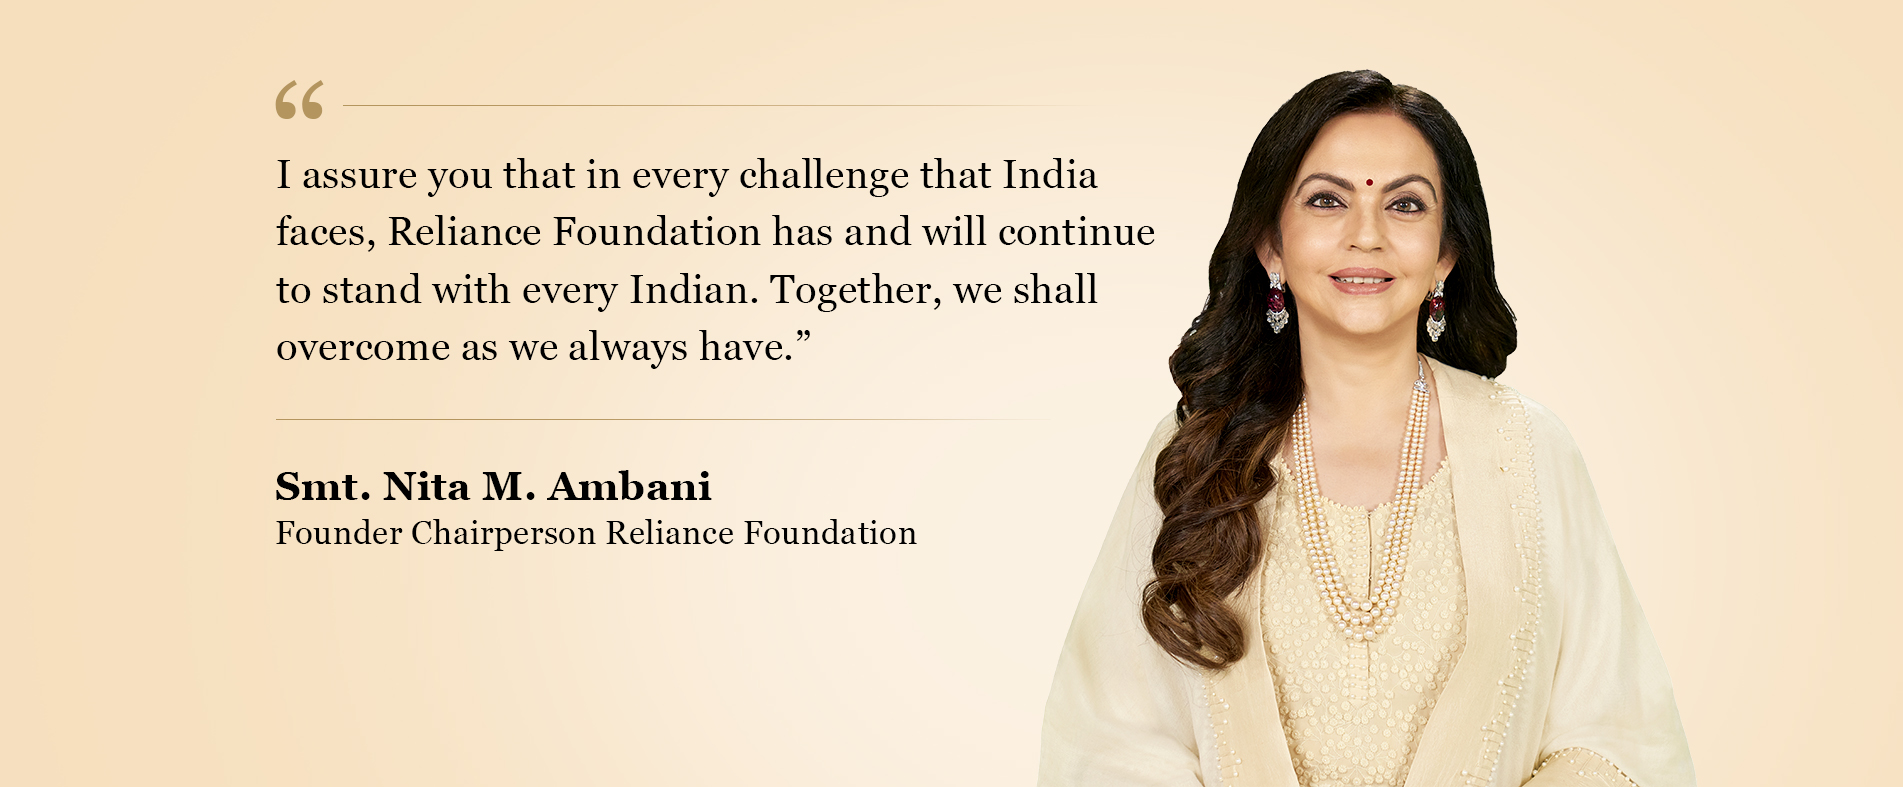 “
I assure you that in every challenge that India
faces, Reliance Foundation has and will continue
to stand with every Indian. Together, we shall
overcome as we always have.”
Smt. Nita M. Ambani
Founder Chairperson Reliance Foundation